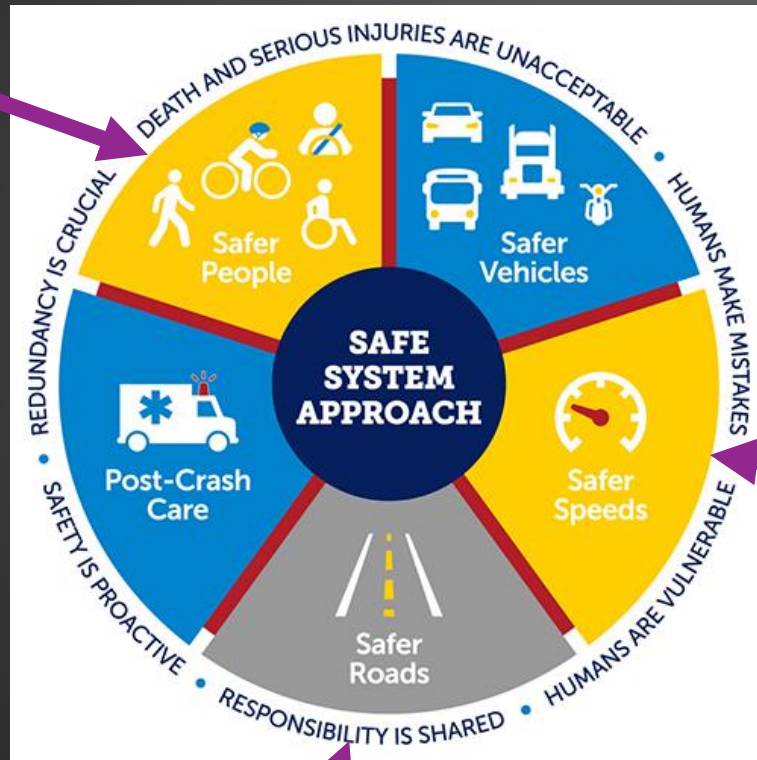 DEATH AND SERIOUS INJURIES ARE UNACCEPTABLE •
HUMANS MAKE MISTAKES
HUMANS ARE VULNERABLE •
RESPONSIBILITY IS SHARED •
SAFETY IS PROACTIVE •
REDUNDANCY IS CRUCIAL
Safer
People
Safer
Vehicles
SAFE
SYSTEM
APPROACH
Post-Crash
Care
Safer
Speeds
Safer
Roads